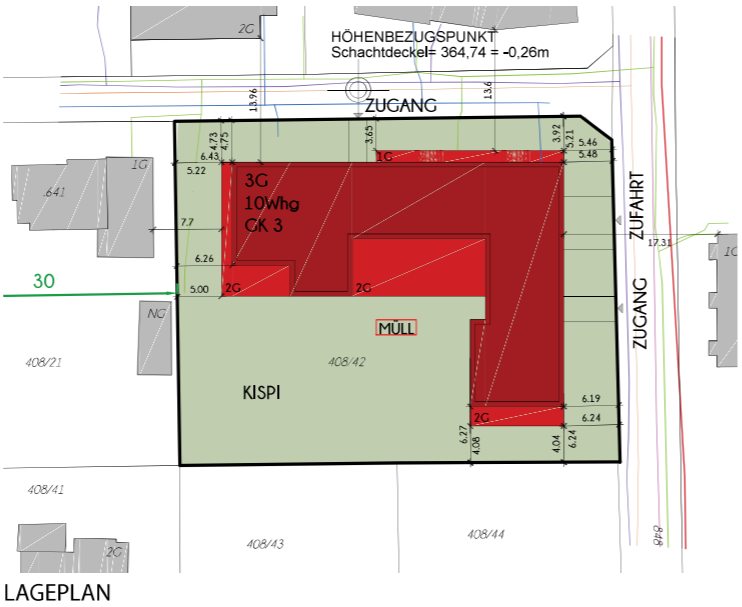 2G
HÖHENBEZUGSPUNKT
Schachtdeckel= 364,74 = -0,26m
13.96
13.6
ZUGANG
4.73
4.75
3.65
3.92
5.21
5.46
5.48
6.43
5.22
1G
1G
.641
3G
10Whg
GK 3
ZUFAHRT
7.7
17.31
1G
6.26
30
5.00
2G
2G
NG
MÜLL
ZUGANG
408/21
408/42
KISPI
6.19
2G
6.24
6.27
4.08
4.04
6.24
408/41
408/43
408/44
848
2G
LAGEPLAN